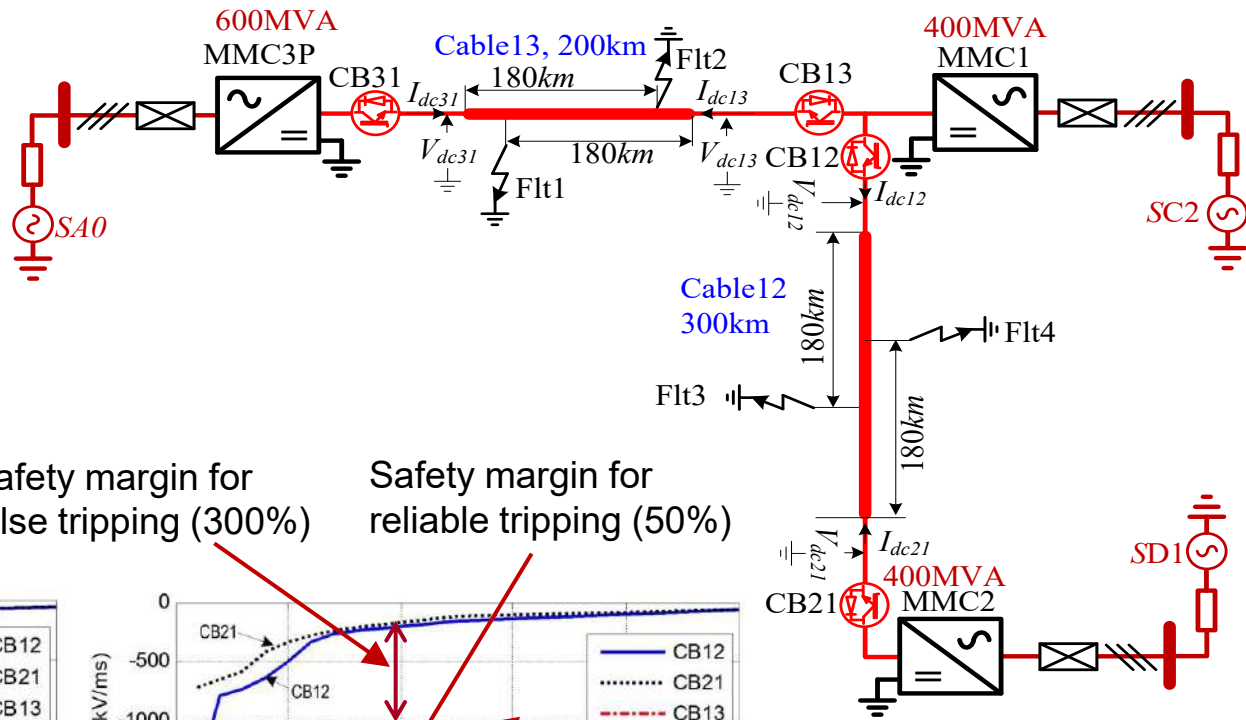 600MVA
MMC3P
CB31
Cable13, 200km
180km
Flt2
Idc31
Idc13
Vdc31
180km
Vdc13
Flt1
CB13
400MVA
MMC1
CB12
Idc12
Vdc12
SA0
SC2
Cable12
300km
180km
Flt4
Flt3
180km
Vdc21
Idc21
SD1
400MVA
CB21
MMC2
afety margin for
lse tripping (300%)
Safety margin for
reliable tripping (50%)
0
CB21
-500
CB12
kV/ms)
-1000
CB12
CB21
CB13
CB12
CB21
CB13